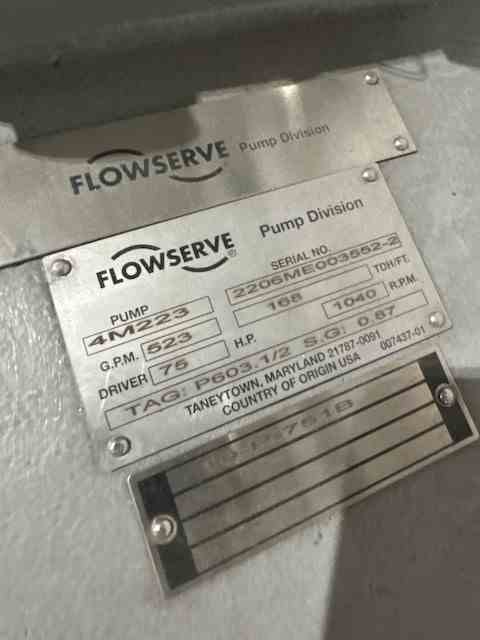 FLOWSERVE Pump Division
FLOWSERVE® Pump Division
PUMP 4M223 SERIAL NO. 2206ME003552-2
G.P.M. 523 168 TDH/FT.
DRIVER 75 H.P. 1040 R.P.M.
TAG: P603.1/2 S.G: 0.87
TANEYTOWN, MARYLAND 21787-0091
COUNTRY OF ORIGIN USA 007437-01